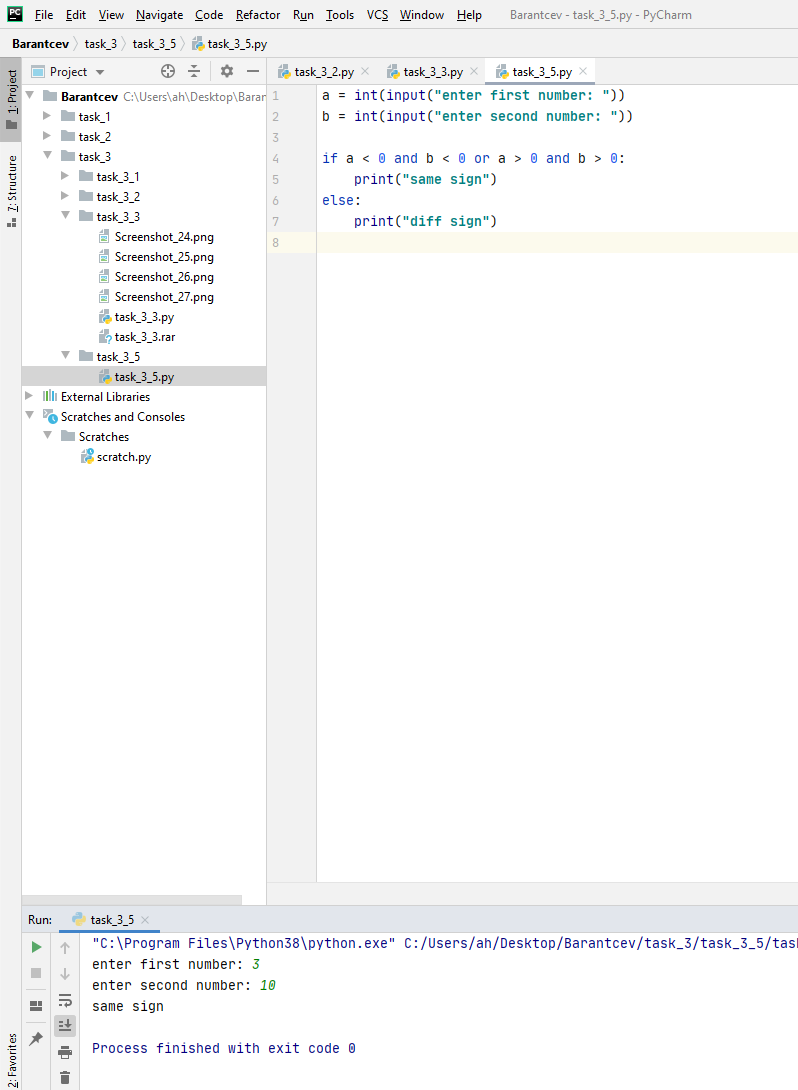 PC File Edit View Navigate Code Refactor Run Tools VCS Window Help Barantcev - task_3_5.py - PyCharm
Barantcev task_3 task_3_5 task_3_5.py
1: Project
7: Structure
2: Favorites
Project
Barantcev C:\Users\ah\Desktop\Barar
task_1
task_2
task_3
task_3_1
task_3_2
task_3_3
Screenshot_24.png
Screenshot_25.png
Screenshot_26.png
Screenshot_27.png
task_3_3.py
task_3_3.rar
task_3_5
task_3_5.py
External Libraries
Scratches and Consoles
Scratches
scratch.py
task_3_2.py task_3_3.py task_3_5.py
1 a = int(input("enter first number: "))
2 b = int(input("enter second number: "))
3
4 if a < 0 and b < 0 or a > 0 and b > 0:
5 print("same sign")
6 else:
7 print("diff sign")
8
Run: task_3_5
"C:\Program Files\Python38\python.exe" C:/Users/ah/Desktop/Barantcev/task_3/task_3_5/tas
enter first number: 3
enter second number: 10
same sign
Process finished with exit code 0